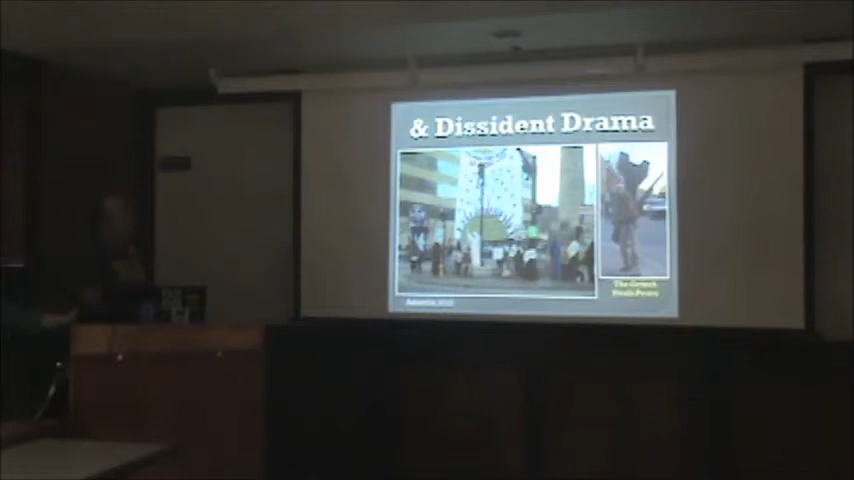 & Dissident Drama
The Grinch
Steals Peace